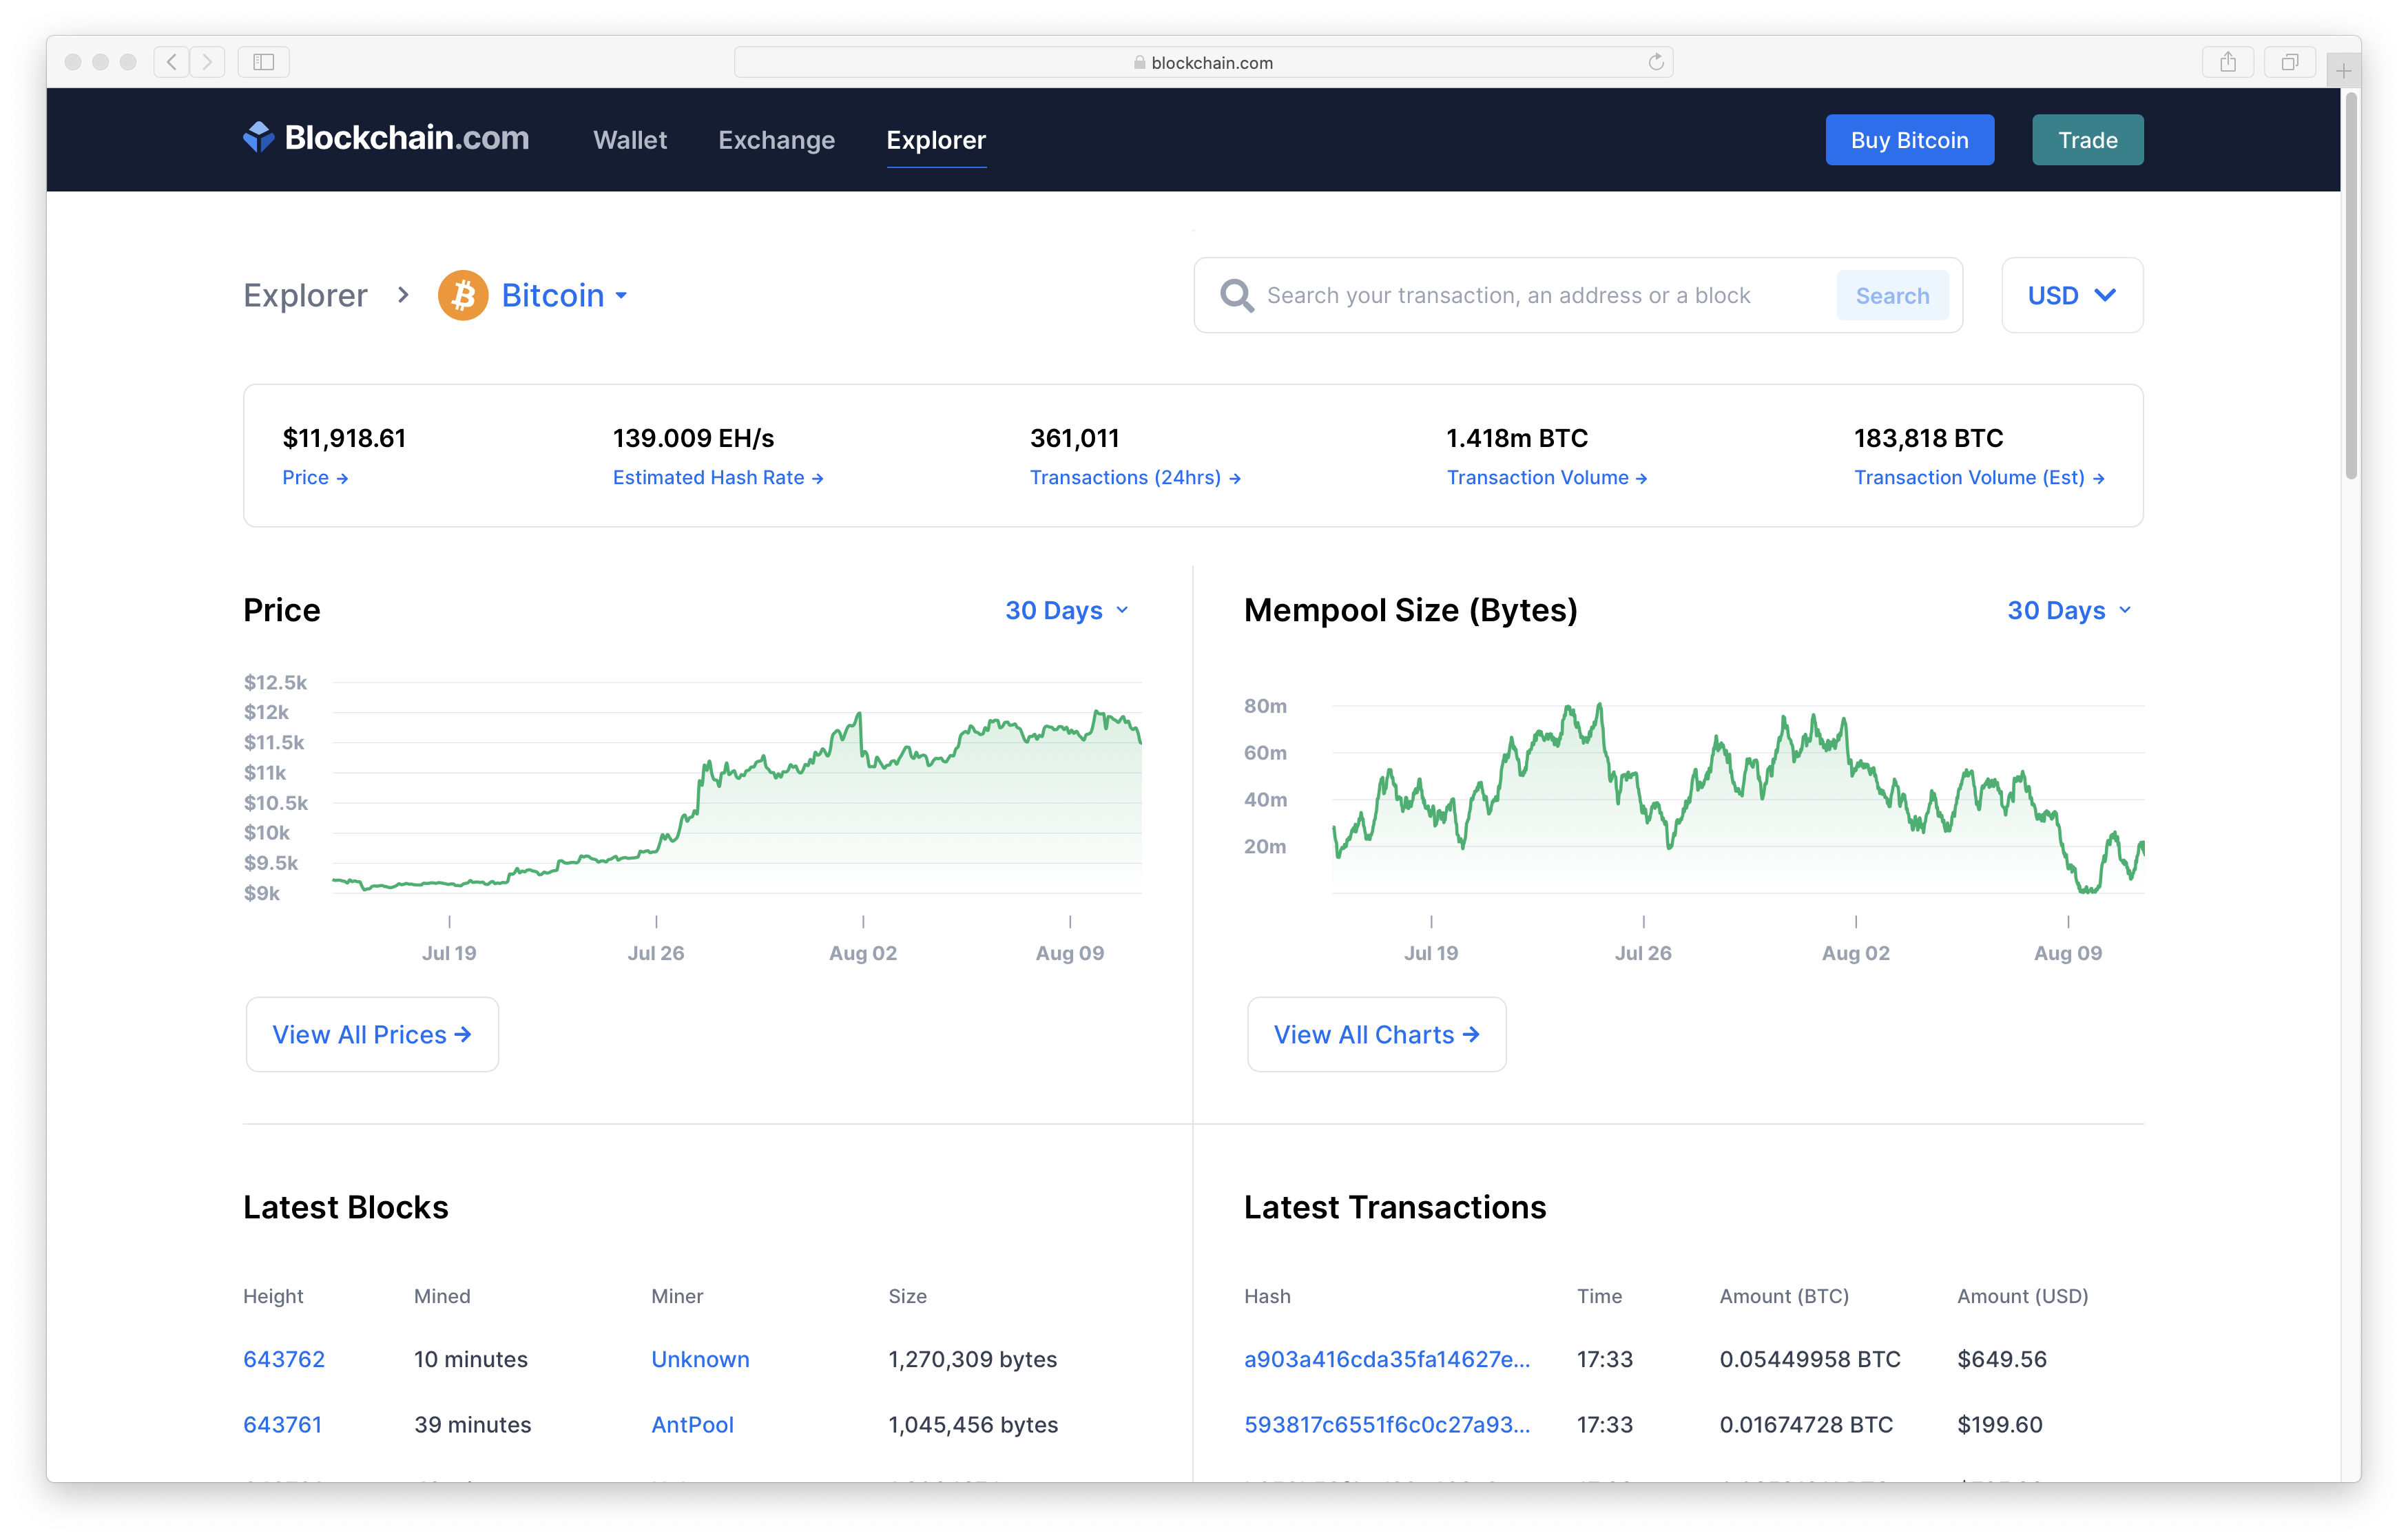 blockchain.com
Blockchain.com Wallet Exchange Explorer Buy Bitcoin Trade
Explorer Bitcoin Search your transaction, an address or a block Search USD
$11,918.61 139.009 EH/s 361,011 1.418m BTC 183,818 BTC
Price → Estimated Hash Rate → Transactions (24hrs) → Transaction Volume → Transaction Volume (Est) →
Price 30 Days
$12.5k
$12k
$11.5k
$11k
$10.5k
$10k
$9.5k
$9k
Jul 19 Jul 26 Aug 02 Aug 09
View All Prices →
Mempool Size (Bytes) 30 Days
80m
60m
40m
20m
Jul 19 Jul 26 Aug 02 Aug 09
View All Charts →
Latest Blocks
Height Mined Miner Size
643762 10 minutes Unknown 1,270,309 bytes
643761 39 minutes AntPool 1,045,456 bytes
Latest Transactions
Hash Time Amount (BTC) Amount (USD)
a903a416cda35fa14627e... 17:33 0.05449958 BTC $649.56
593817c6551f6c0c27a93... 17:33 0.01674728 BTC $199.60